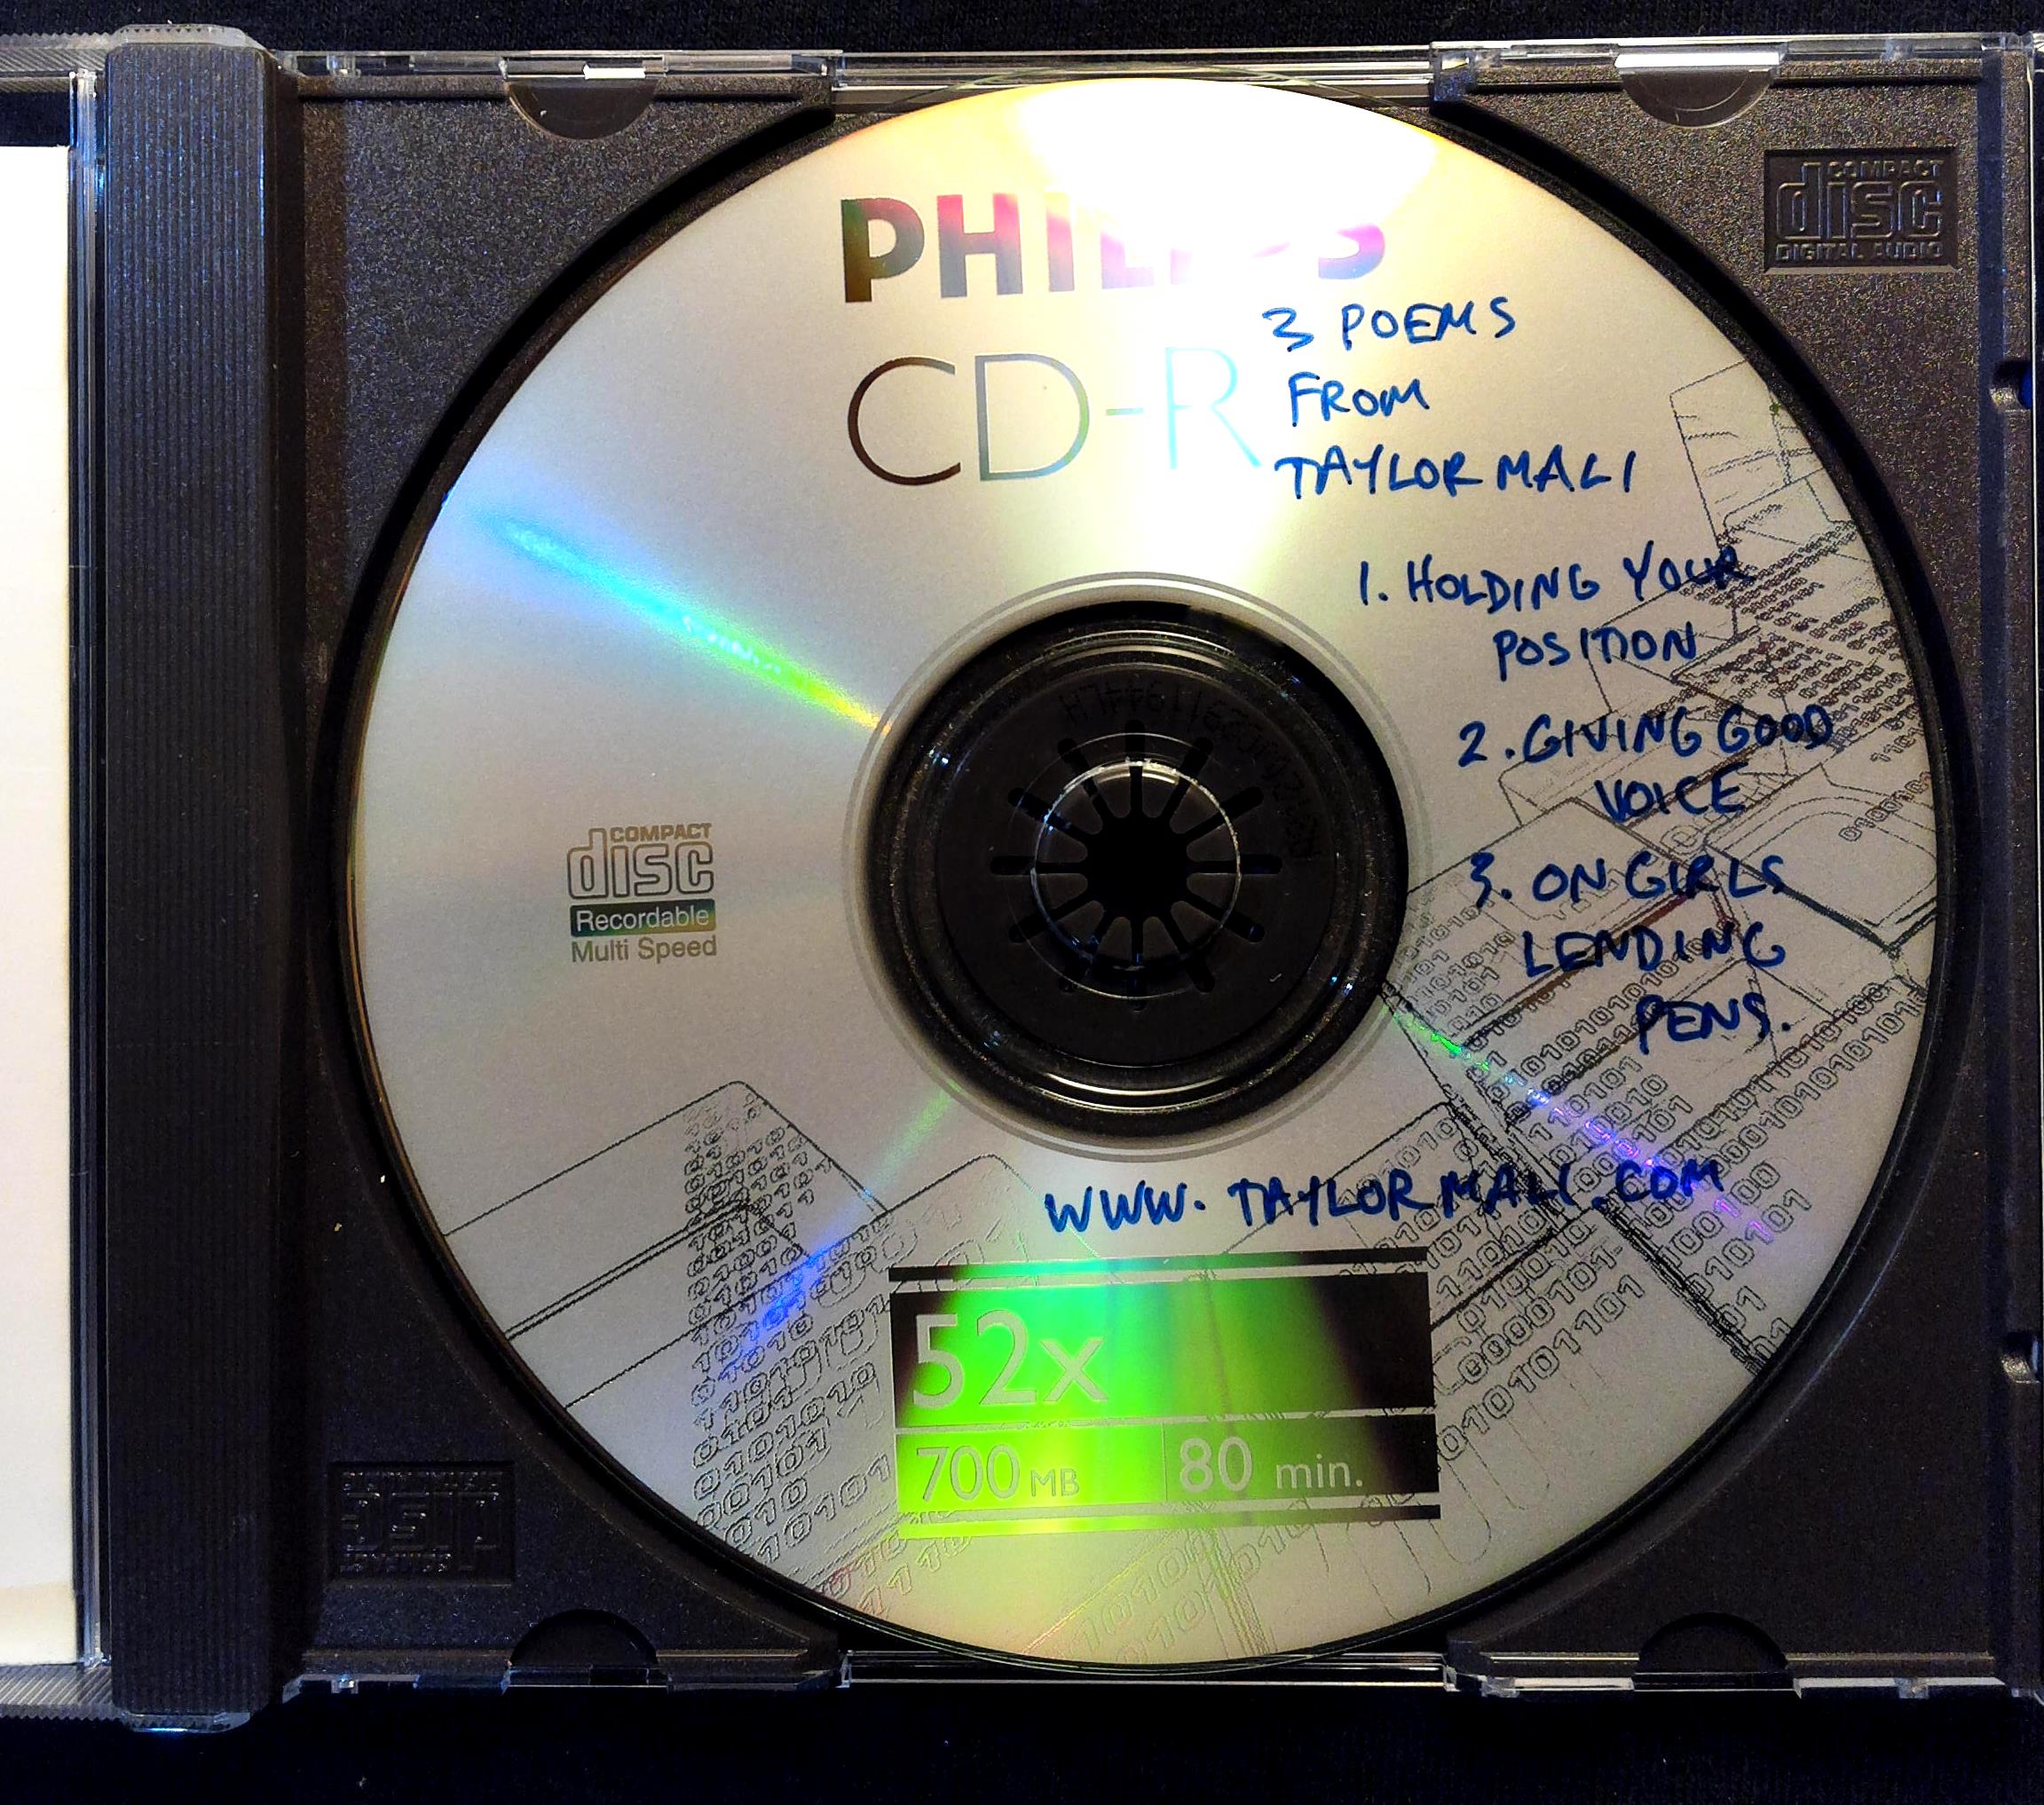 PHILIPS
CD-R
3 POEMS
FROM
TAYLOR MALI
1. HOLDING YOUR
POSITION
2. GIVING GOOD
VOICE
3. ON GIRLS
LENDING
PENS.
WWW.TAYLORMALI.COM
COMPACT
disc
Recordable
Multi Speed
52x
700 MB
80 min.
COMPACT
disc
DIGITAL AUDIO